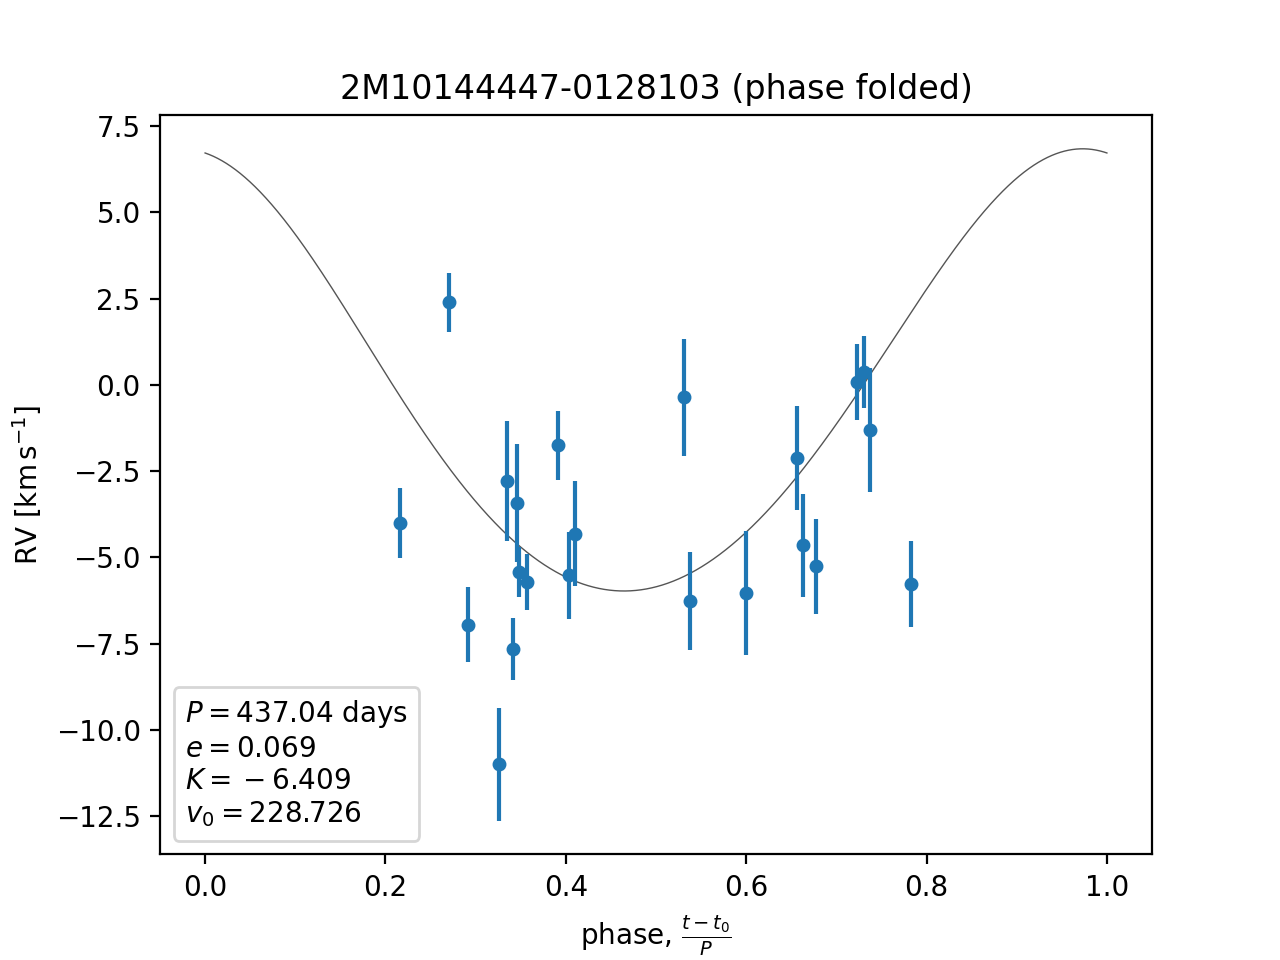 2M10144447-0128103 (phase folded)
7.5
5.0
2.5
0.0
−2.5
−5.0
−7.5
−10.0
−12.5
RV [km s⁻¹]
P = 437.04 days
e = 0.069
K = − 6.409
v₀ = 228.726
0.0 0.2 0.4 0.6 0.8 1.0
phase, (t − t₀)/P